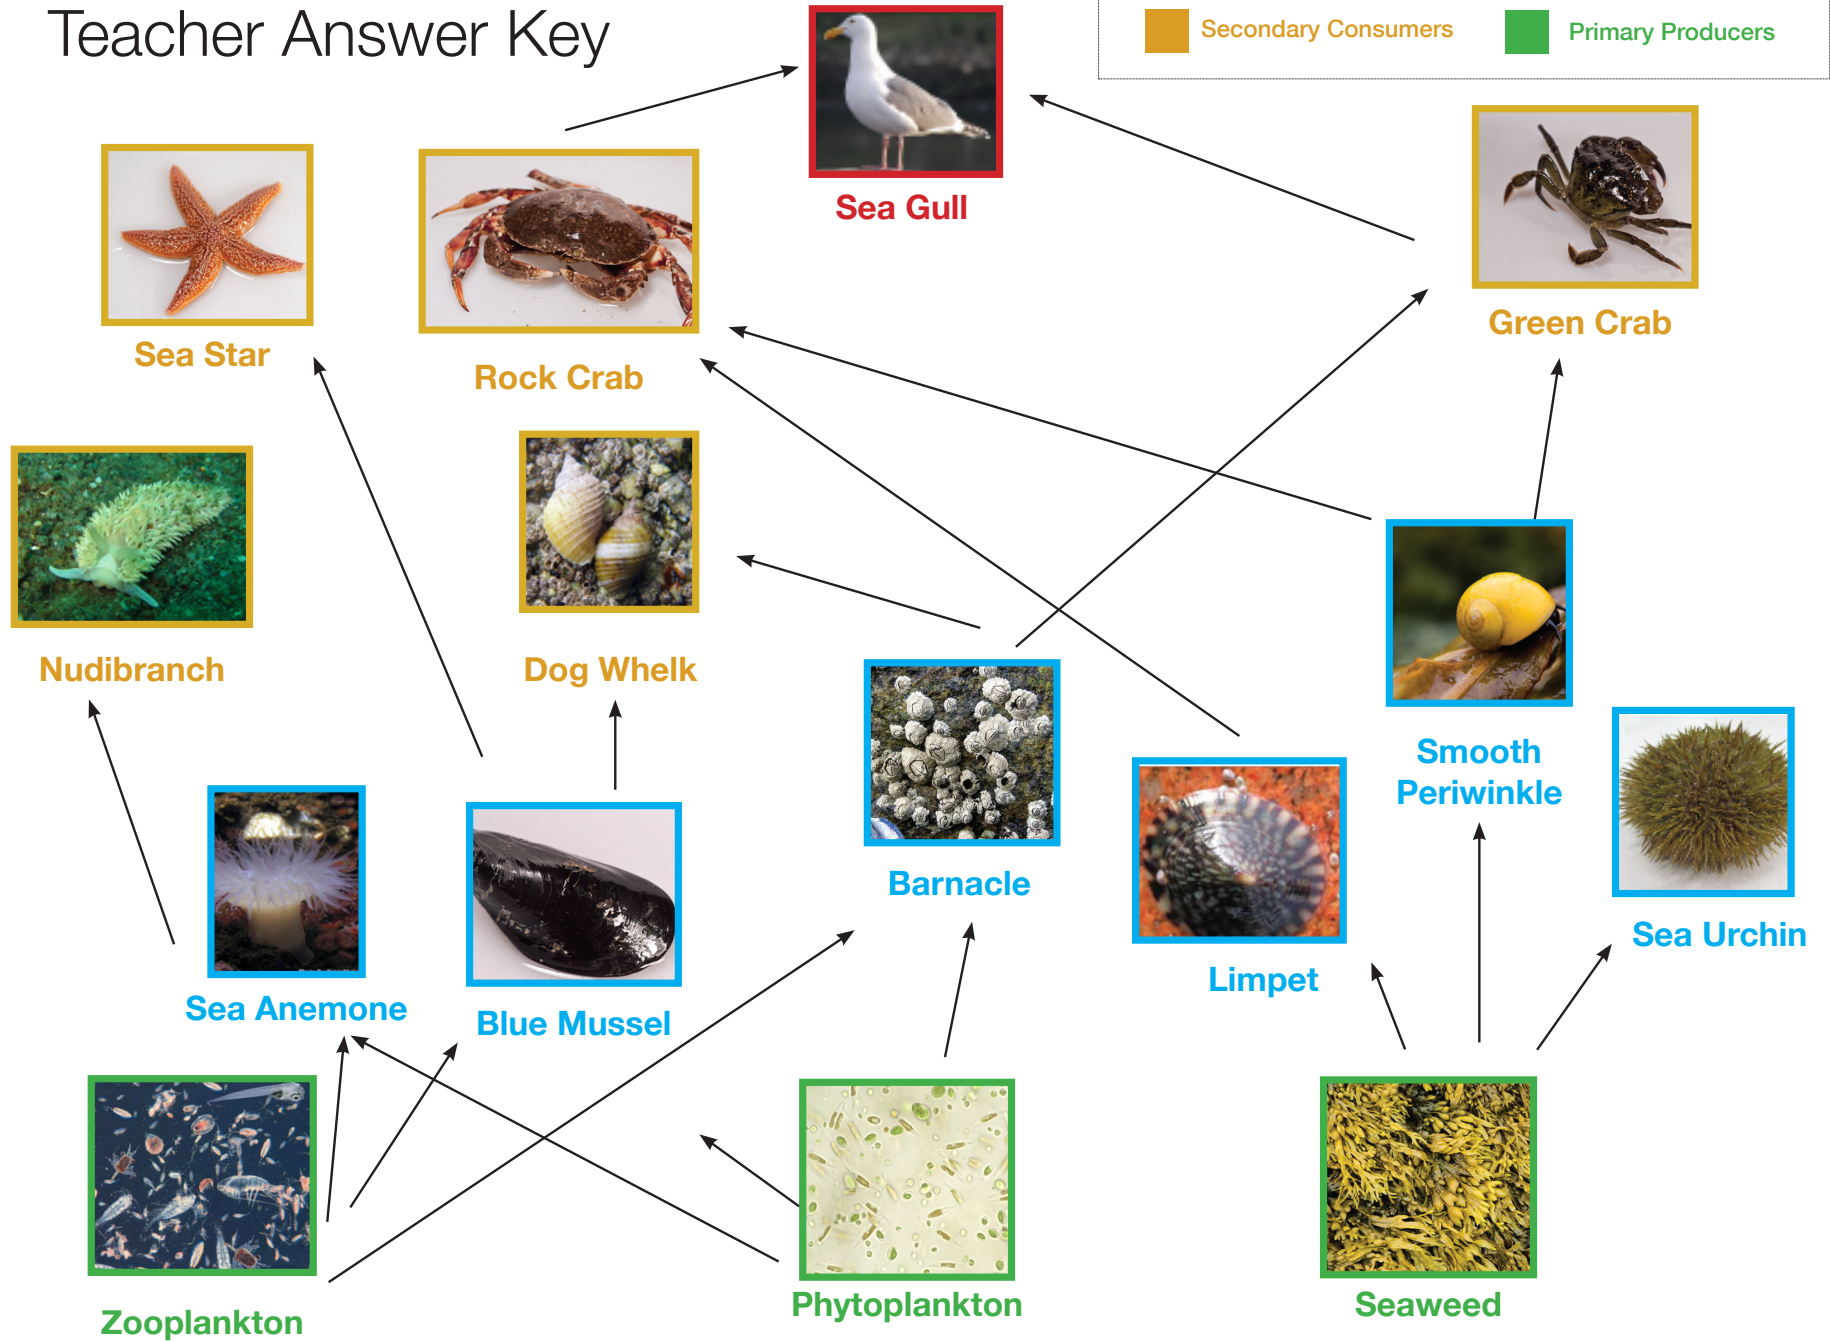 Teacher Answer Key
Secondary Consumers
Primary Producers
Sea Gull
Sea Star
Rock Crab
Green Crab
Nudibranch
Dog Whelk
Smooth
Periwinkle
Barnacle
Sea Urchin
Limpet
Sea Anemone
Blue Mussel
Zooplankton
Phytoplankton
Seaweed